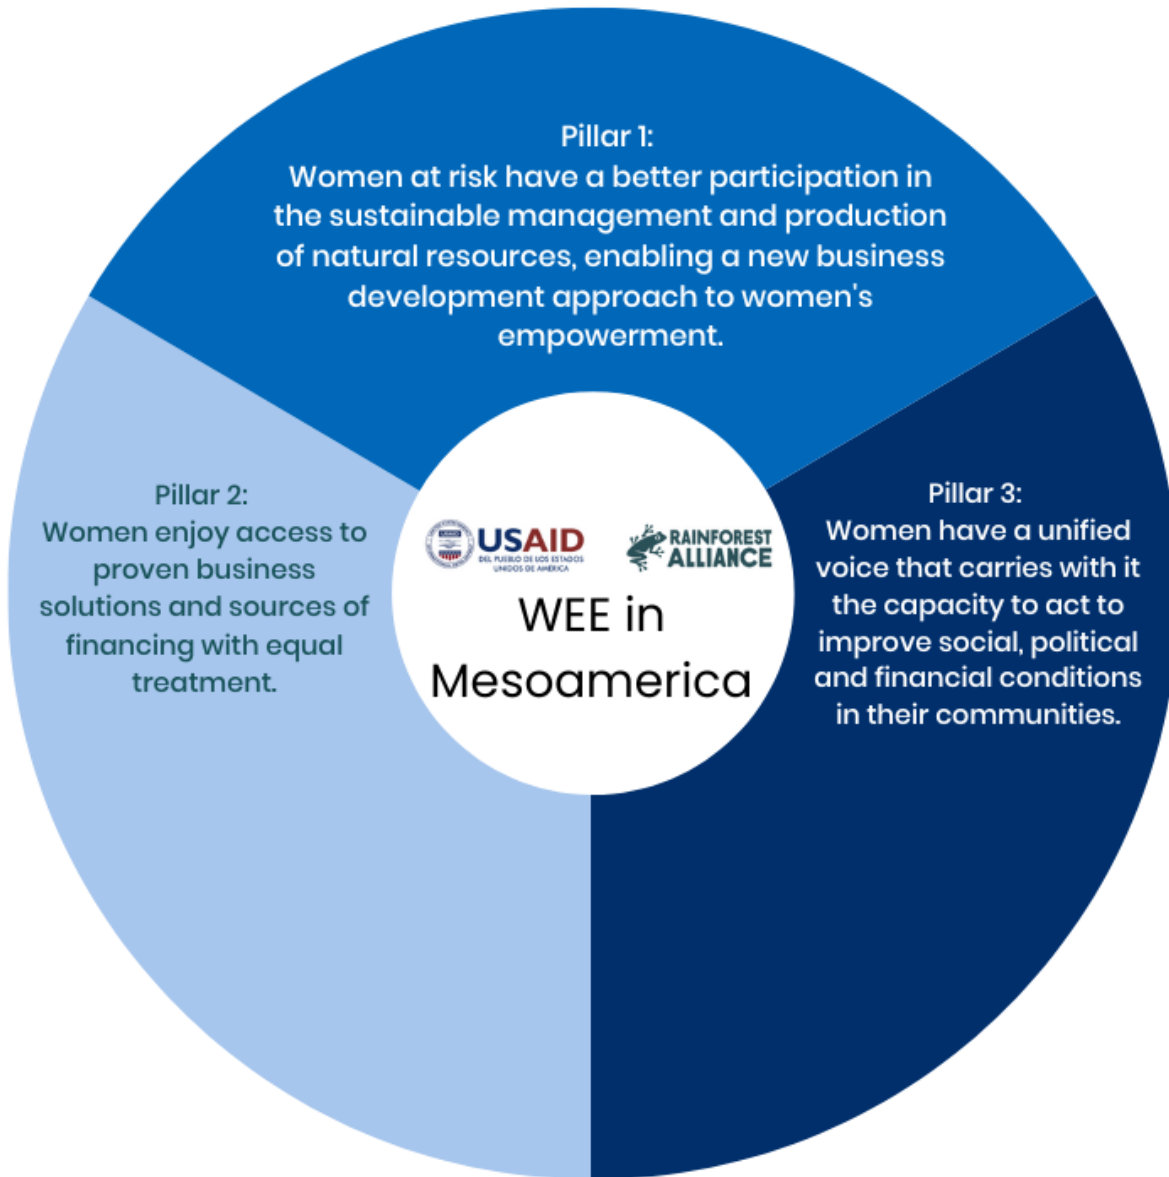 Pillar 1:
Women at risk have a better participation in
the sustainable management and production
of natural resources, enabling a new business
development approach to women's
empowerment.
Pillar 2:
Women enjoy access to
proven business
solutions and sources of
financing with equal
treatment.
USAID
DEL PUEBLO DE LOS ESTADOS
UNIDOS DE AMÉRICA
RAINFOREST
ALLIANCE
WEE in
Mesoamerica
Pillar 3:
Women have a unified
voice that carries with it
the capacity to act to
improve social, political
and financial conditions
in their communities.